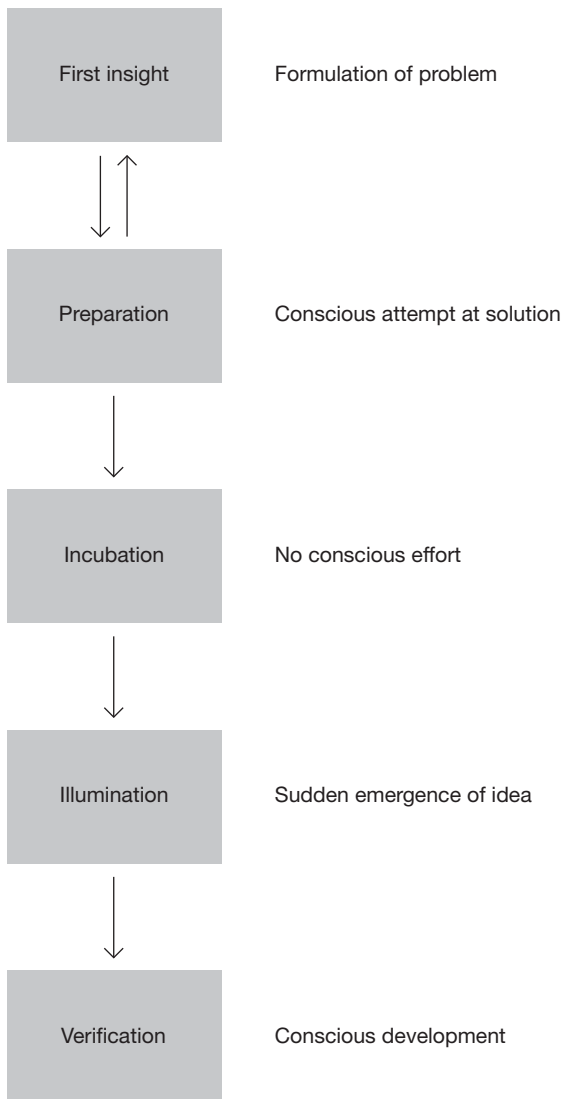 First insight
Formulation of problem
Preparation
Conscious attempt at solution
Incubation
No conscious effort
Illumination
Sudden emergence of idea
Verification
Conscious development